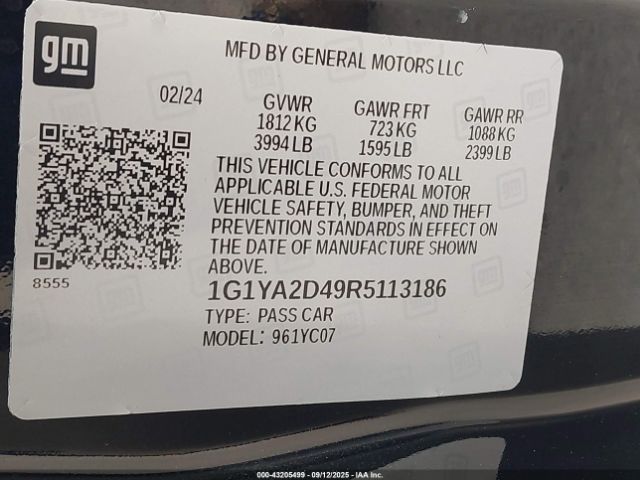 gm
MFD BY GENERAL MOTORS LLC
02/24
GVWR GAWR FRT GAWR RR
1812 KG 723 KG 1088 KG
3994 LB 1595 LB 2399 LB
THIS VEHICLE CONFORMS TO ALL
APPLICABLE U.S. FEDERAL MOTOR
VEHICLE SAFETY, BUMPER, AND THEFT
PREVENTION STANDARDS IN EFFECT ON
THE DATE OF MANUFACTURE SHOWN
ABOVE.
8555
1G1YA2D49R5113186
TYPE: PASS CAR
MODEL: 961YC07
000-43205499 - 09/12/2025 - IAA Inc.